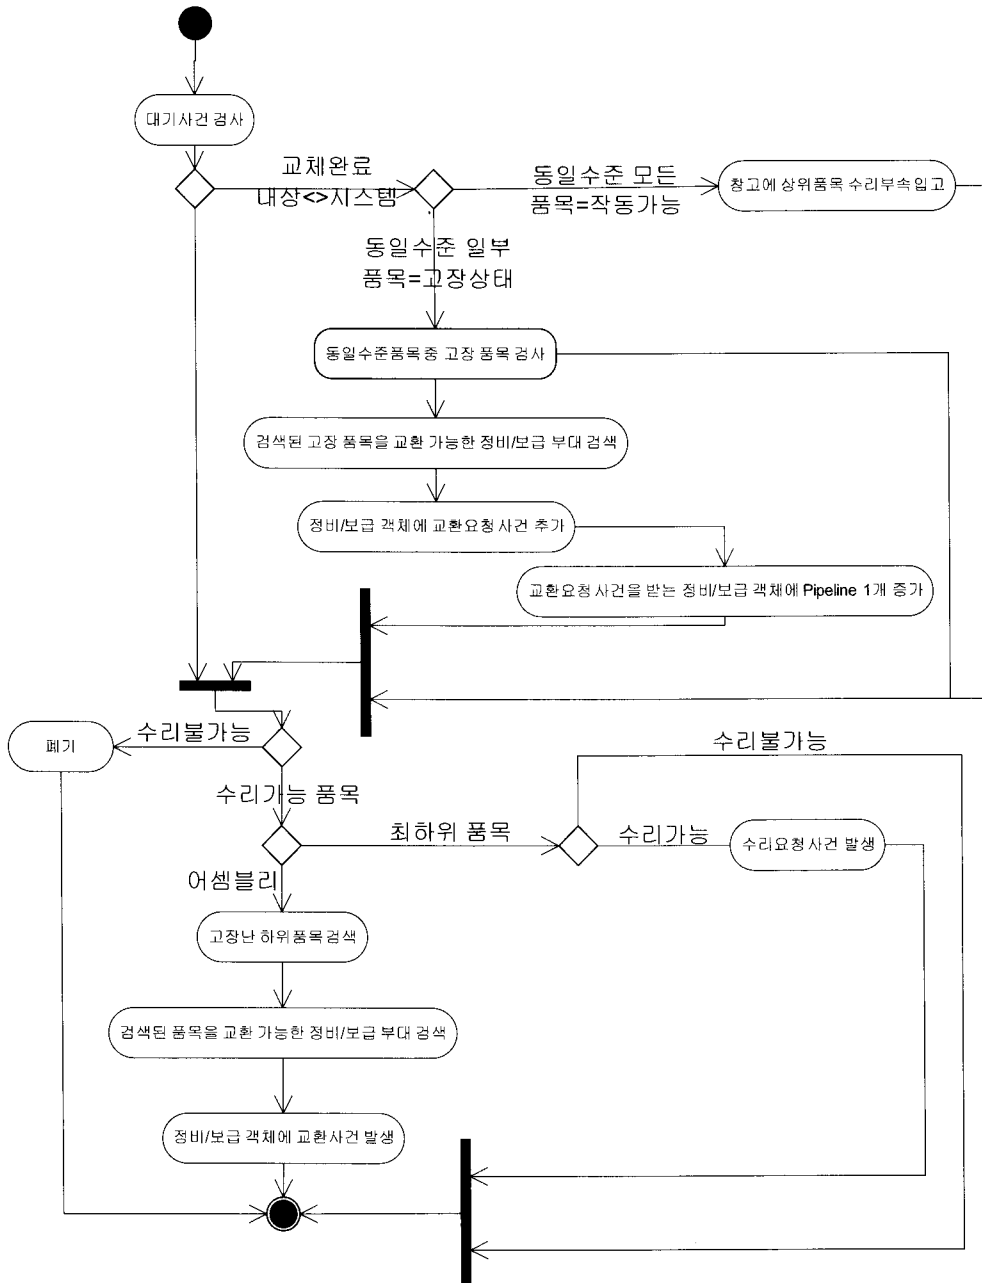 대기사건 검사
교체완료
내상<>시스템
동일수준 모든
품목=작동가능
창고에 상위품목 수리부속입고
동일수준 일부
품목=고장상태
동일수준품목 중 고장 품목 검사
검색된 고장 품목을 교환 가능한 정비/보급 부대 검색
정비/보급 객체에 교환요청사건 추가
교환요청사건을 받는 정비/보급 객체에 Pipeline 1개 증가
폐기
수리불가능
수리불가능
수리가능 품목
최하위 품목
수리가능
수리요청사건 발생
어셈블리
고장난 하위품목검색
검색된 품목을 교환 가능한 정비/보급 부대 검색
정비/보급 객체에 교환사건 발생